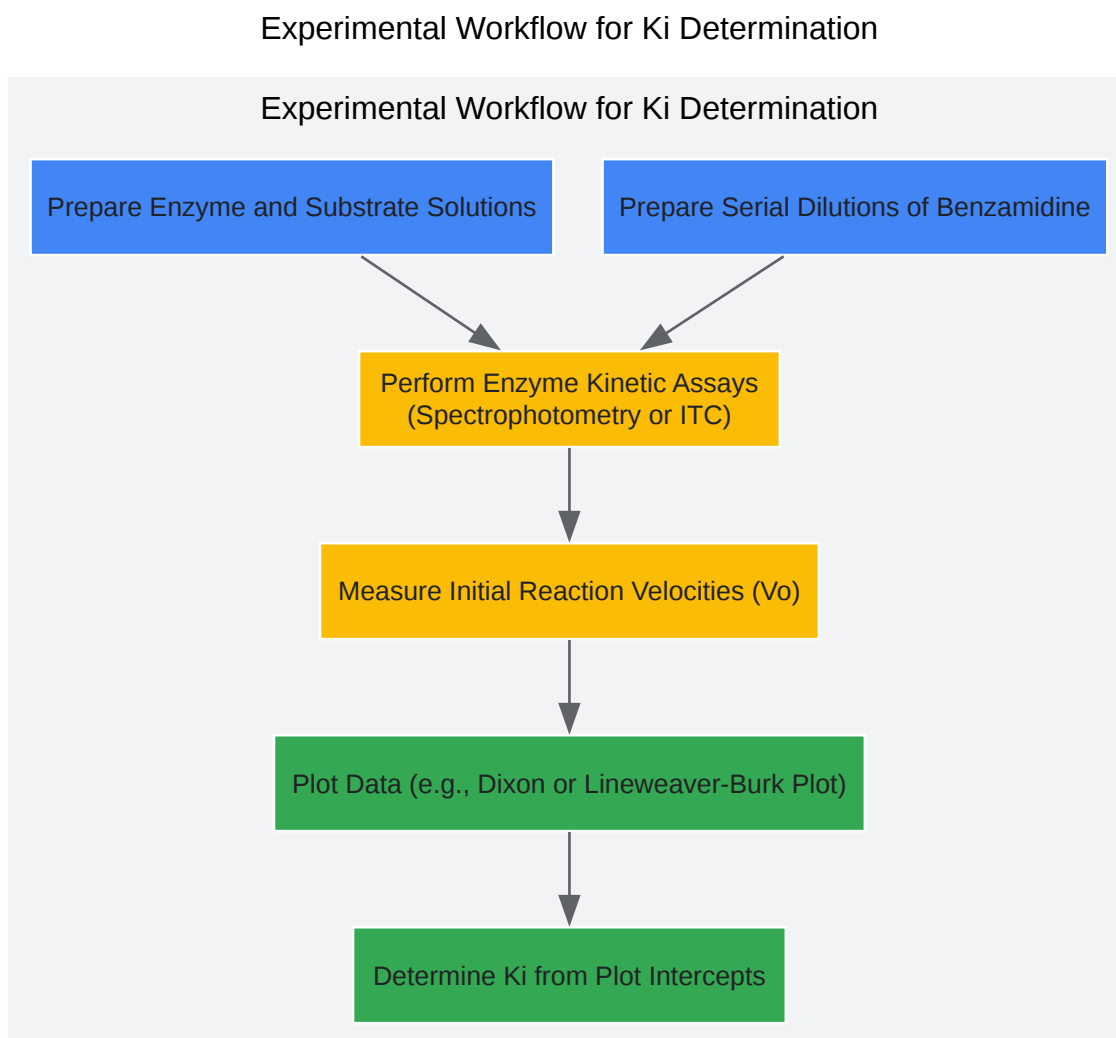 Experimental Workflow for Ki Determination
Experimental Workflow for Ki Determination
Prepare Enzyme and Substrate Solutions
Prepare Serial Dilutions of Benzamidine
Perform Enzyme Kinetic Assays
(Spectrophotometry or ITC)
Measure Initial Reaction Velocities (Vo)
Plot Data (e.g., Dixon or Lineweaver-Burk Plot)
Determine Ki from Plot Intercepts